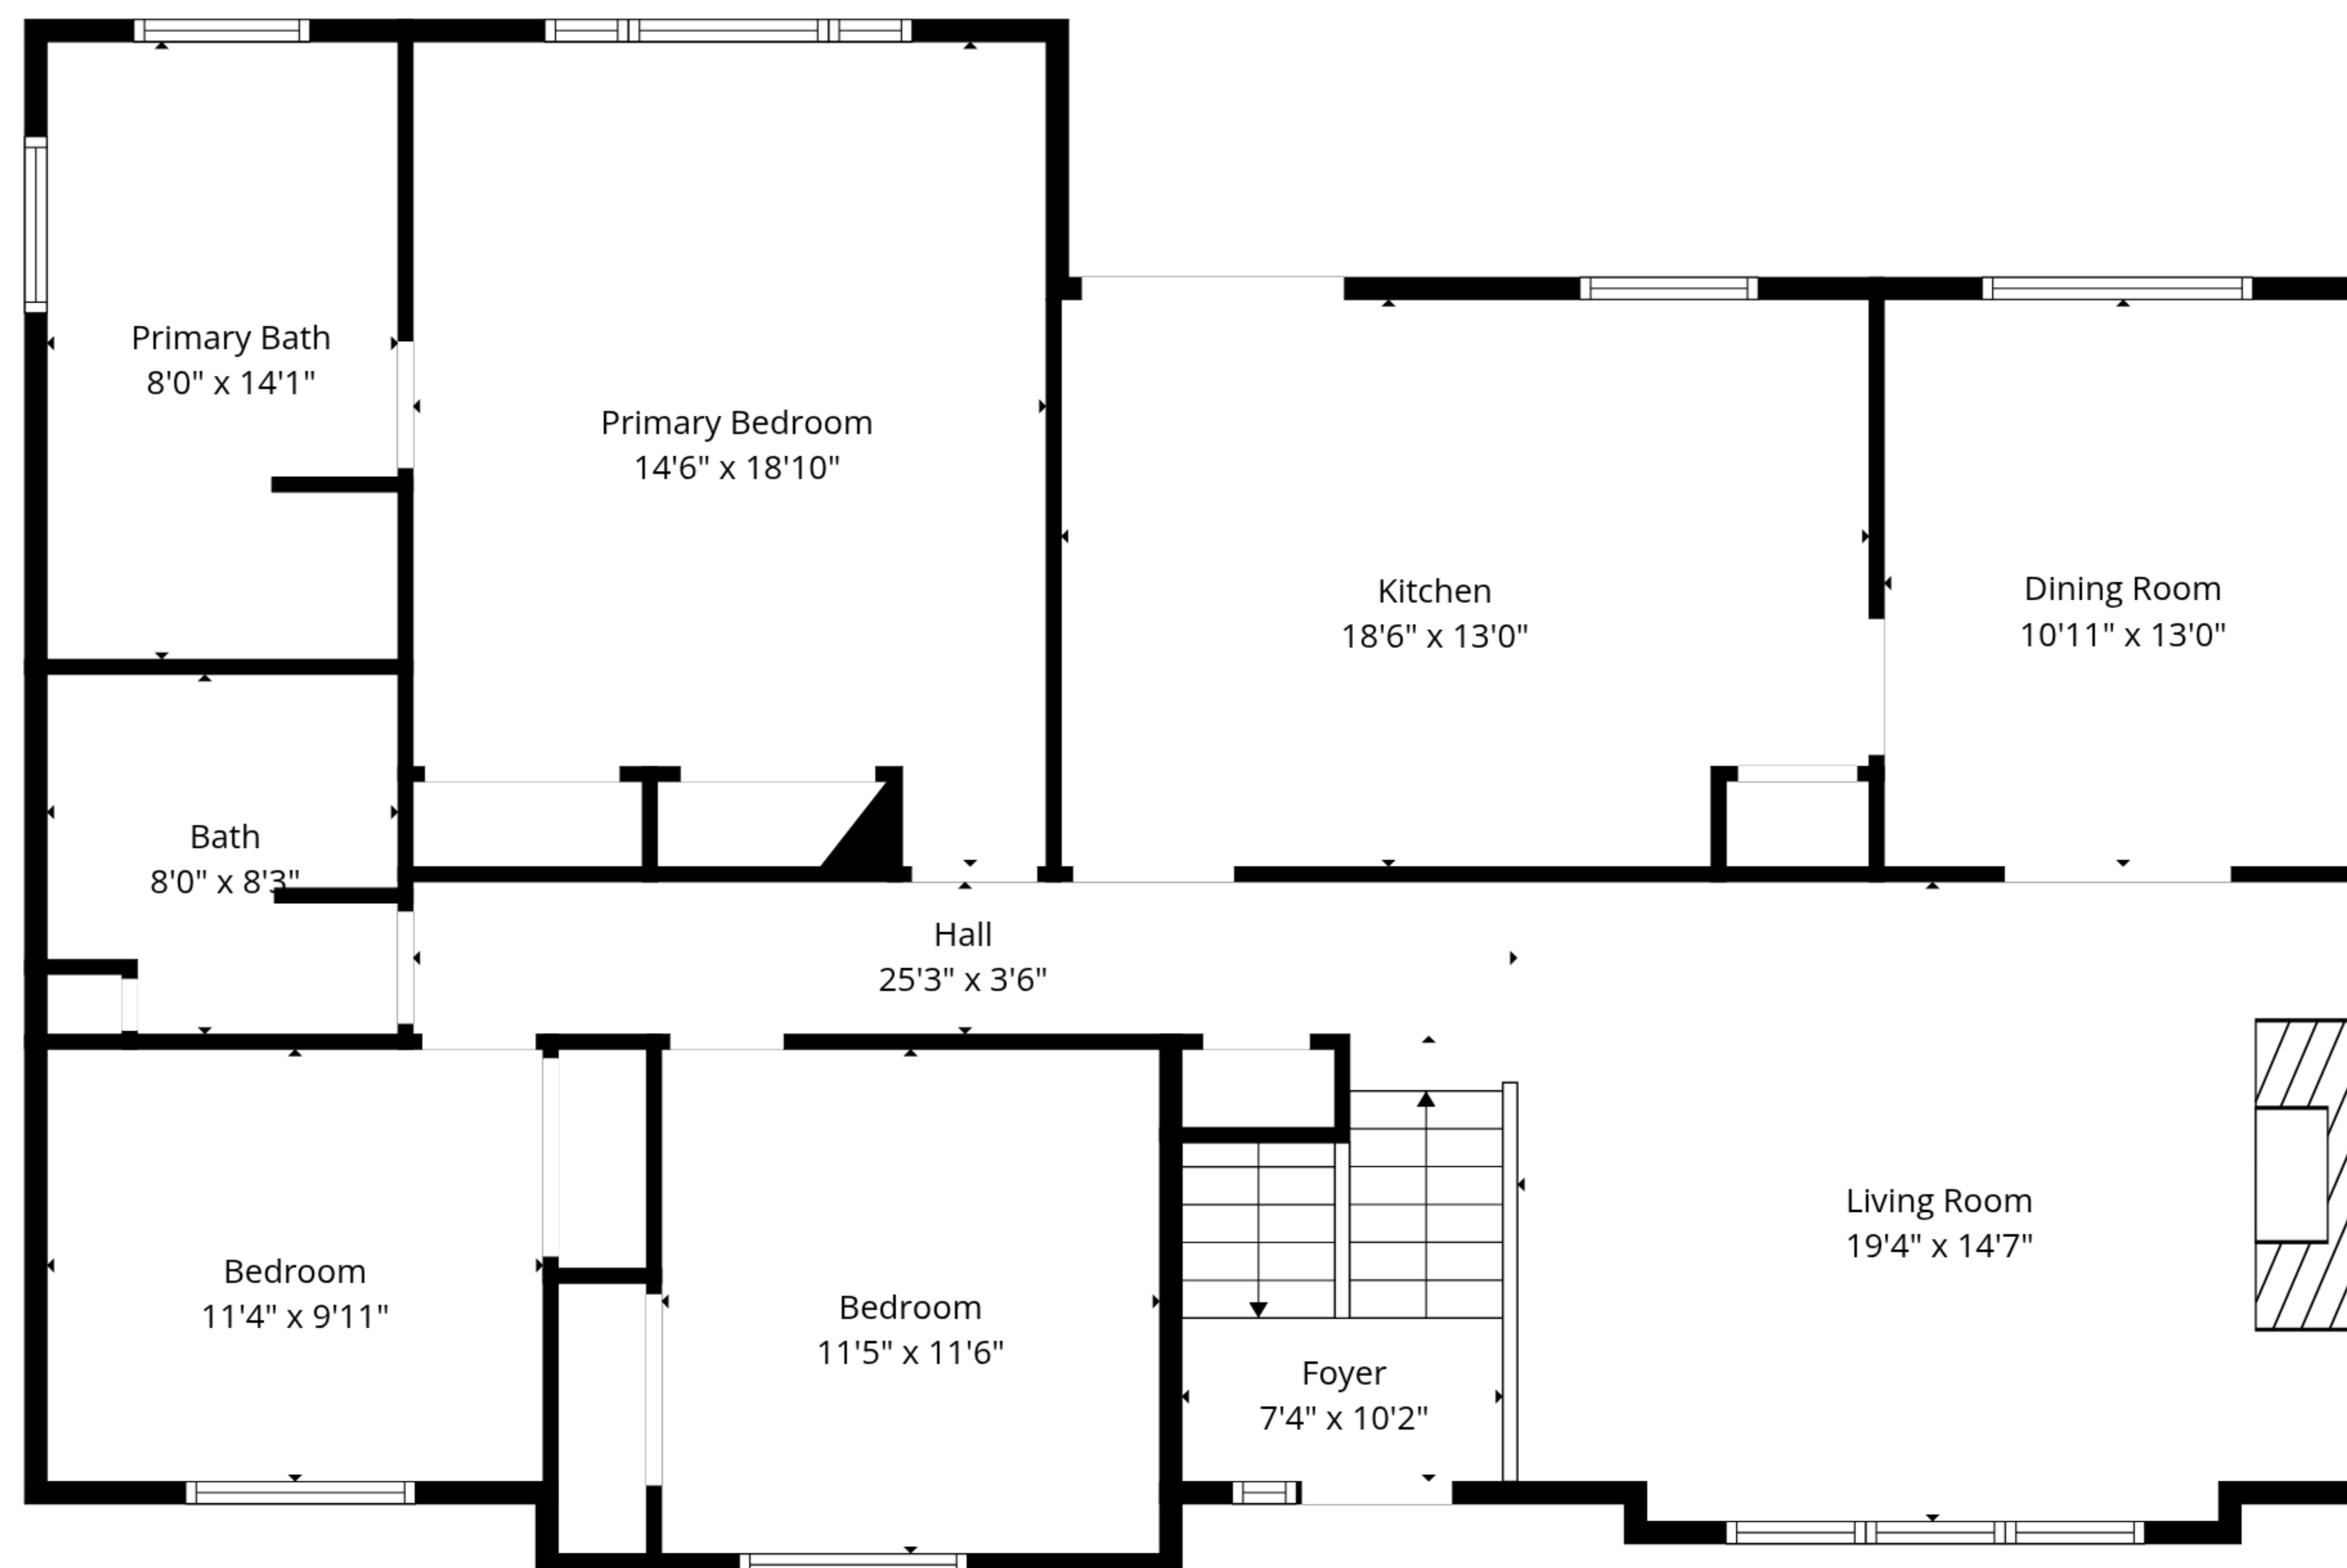 Primary Bath
8'0" x 14'1"
Primary Bedroom
14'6" x 18'10"
Kitchen
18'6" x 13'0"
Dining Room
10'11" x 13'0"
Bath
8'0" x 8'3"
Hall
25'3" x 3'6"
Living Room
19'4" x 14'7"
Bedroom
11'4" x 9'11"
Bedroom
11'5" x 11'6"
Foyer
7'4" x 10'2"